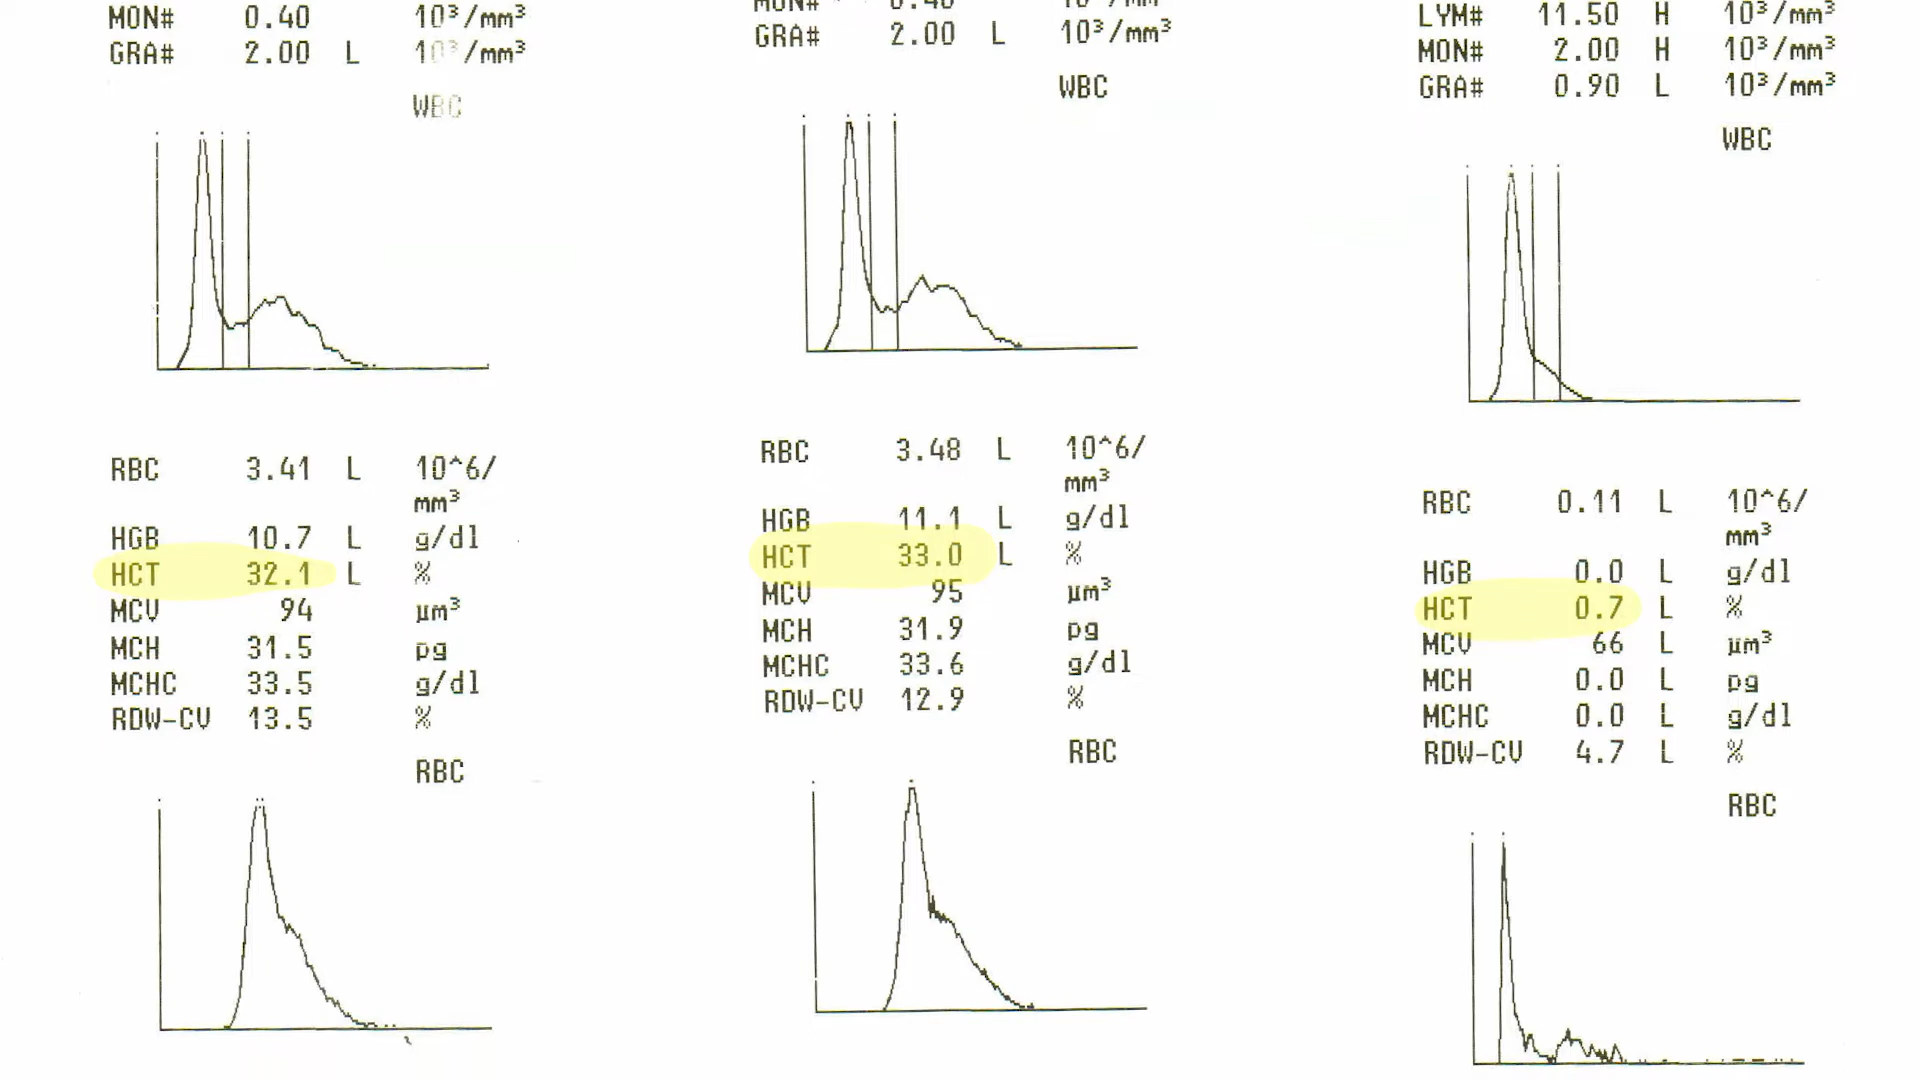 MON# 0.40 10³/mm³
GRA# 2.00 L 10³/mm³
WBC
RBC 3.41 L 10^6/
mm³
HGB 10.7 L g/dl
HCT 32.1 L %
MCV 94 µm³
MCH 31.5 pg
MCHC 33.5 g/dl
RDW-CV 13.5 %
RBC
MON# 0.40 10³/mm³
GRA# 2.00 L 10³/mm³
WBC
RBC 3.48 L 10^6/
mm³
HGB 11.1 L g/dl
HCT 33.0 L %
MCV 95 µm³
MCH 31.9 pg
MCHC 33.6 g/dl
RDW-CV 12.9 %
RBC
LYM# 11.50 H 10³/mm³
MON# 2.00 H 10³/mm³
GRA# 0.90 L 10³/mm³
WBC
RBC 0.11 L 10^6/
mm³
HGB 0.0 L g/dl
HCT 0.7 L %
MCV 66 L µm³
MCH 0.0 L pg
MCHC 0.0 L g/dl
RDW-CV 4.7 L %
RBC